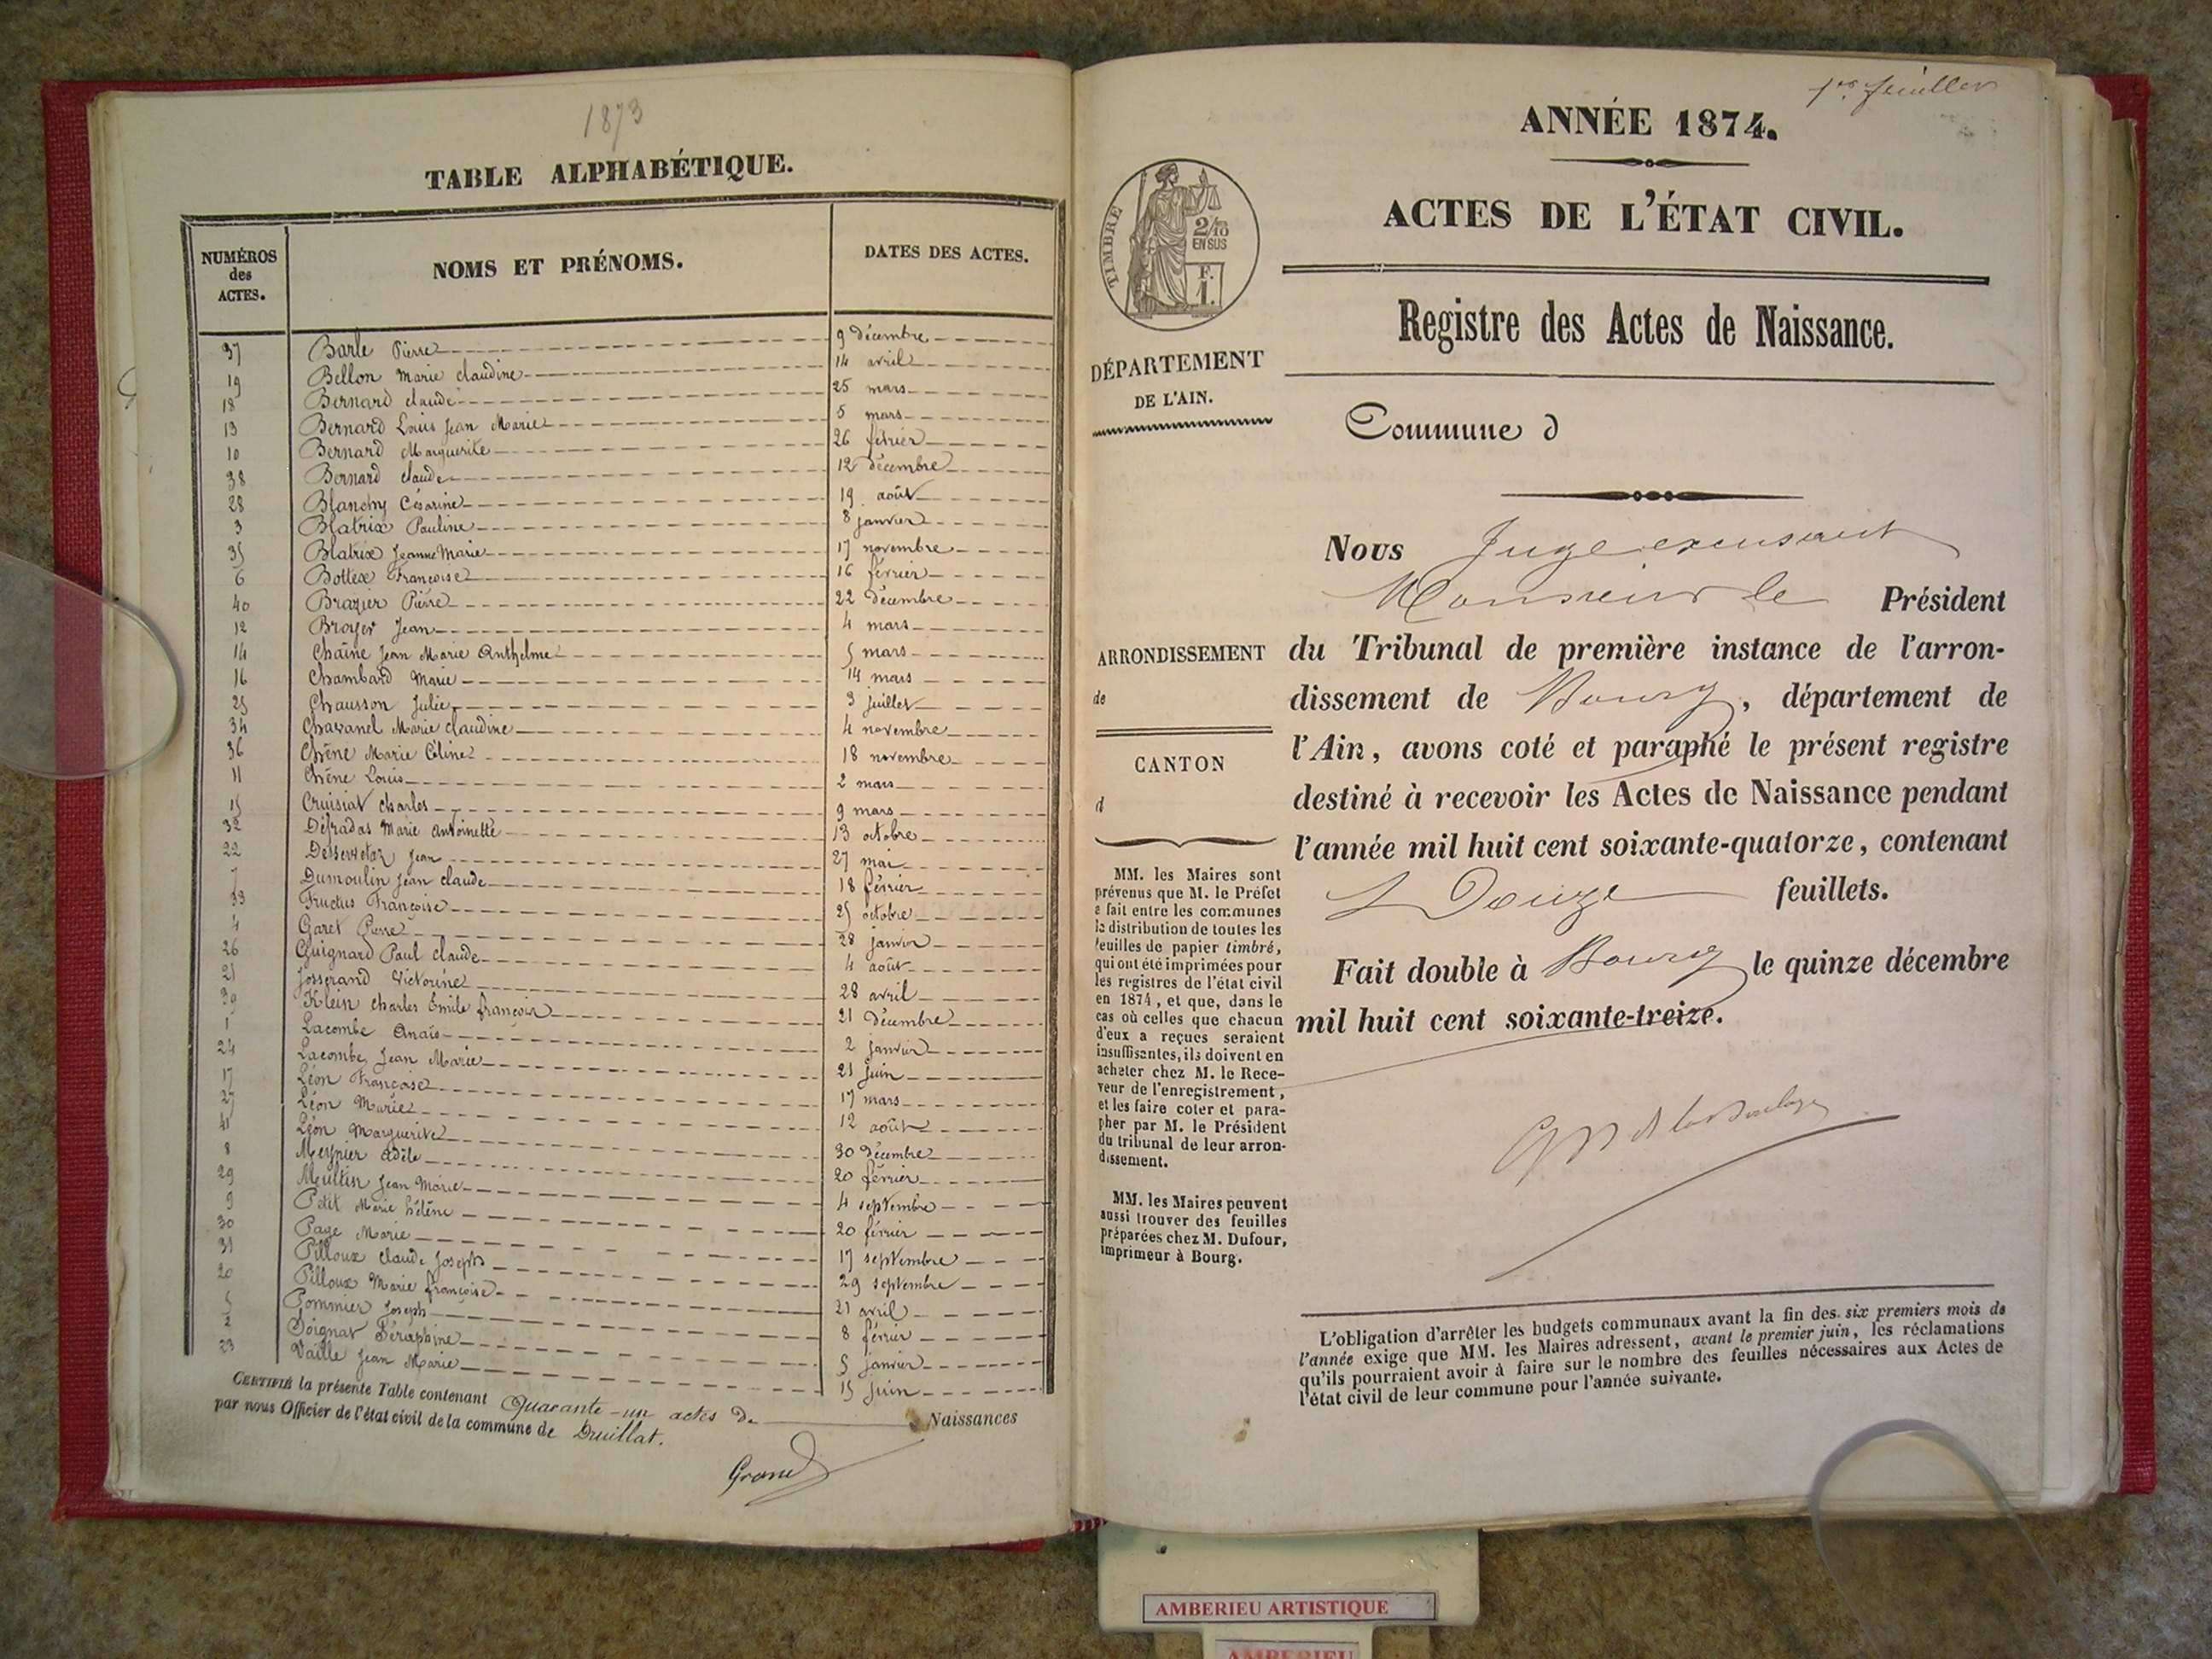 1873
TABLE ALPHABÉTIQUE.
NUMÉROS des ACTES. NOMS ET PRÉNOMS. DATES DES ACTES.
37 Barle Pierre 9 décembre
19 Bellon Marie claudine 14 avril
18 Bernard claude 25 mars
13 Bernard Louis Jean Marie 5 mars
10 Bernard Marguerite 26 février
38 Bernard claude 12 décembre
28 Blanchy Césarine 19 août
3 Blatrix Pauline 8 janvier
35 Blatrix Jeanne Marie 17 novembre
6 Bottex Françoise 16 février
40 Brazier Pierre 22 décembre
12 Broyer Jean 4 mars
14 Chaîne Jean Marie Anthelme 5 mars
16 Chambard Marie 14 mars
25 Chausson Julie 3 juillet
34 Chavanel Marie claudine 4 novembre
36 Chêne Marie Céline 18 novembre
11 Chêne Louis 2 mars
15 Cruisiat charles 9 mars
32 Défradas Marie Antoinette 13 octobre
22 Desservetaz Jean 27 mai
7 Dumoulin Jean claude 18 février
33 Fructus Françoise 25 octobre
4 Garet Pierre 28 janvier
26 Guignard Paul claude 4 août
21 Josserand Victorine 28 avril
39 Klein charles Émile françois 21 décembre
1 Lacombe Anaïs 2 janvier
24 Lacombe Jean Marie 21 juin
17 Léon Françoise 17 mars
27 Léon Marie 12 août
41 Léon Marguerite 30 décembre
8 Meynier Adèle 20 février
29 Moultin Jean Marie 4 septembre
9 Petit Marie hélène 20 février
30 Page Marie 17 septembre
31 Pilloux claude Joseph 29 septembre
20 Pilloux Marie françoise 21 avril
5 Pommier Joseph 8 février
2 Soignat Séraphine 5 janvier
23 Vaille Jean Marie 15 juin
CERTIFIÉ la présente Table contenant Quarante-un actes de Naissances
par nous Officier de l'état civil de la commune de Druillat.
Grand
1er feuillet
ANNÉE 1874.
ACTES DE L'ÉTAT CIVIL.
TIMBRE
2/10
EN SUS
F.
1.
Registre des Actes de Naissance.
DÉPARTEMENT
DE L'AIN.
Commune d
Nous Juge excusant
Monsieur le Président
ARRONDISSEMENT
de
CANTON
d
du Tribunal de première instance de l'arron-
dissement de Bourg, département de
l'Ain, avons coté et paraphé le présent registre
destiné à recevoir les Actes de Naissance pendant
l'année mil huit cent soixante-quatorze, contenant
Douze feuillets.
Fait double à Bourg le quinze décembre
mil huit cent soixante-treize.
MM. les Maires sont
prévenus que M. le Préfet
a fait entre les communes
la distribution de toutes les
feuilles de papier timbré,
qui ont été imprimées pour
les registres de l'état civil
en 1874, et que, dans le
cas où celles que chacun
d'eux a reçues seraient
insuffisantes, ils doivent en
acheter chez M. le Rece-
veur de l'enregistrement,
et les faire coter et para-
pher par M. le Président
du tribunal de leur arron-
dissement.
MM. les Maires peuvent
aussi trouver des feuilles
préparées chez M. Dufour,
imprimeur à Bourg.
L'obligation d'arrêter les budgets communaux avant la fin des six premiers mois de
l'année exige que MM. les Maires adressent, avant le premier juin, les réclamations
qu'ils pourraient avoir à faire sur le nombre des feuilles nécessaires aux Actes de
l'état civil de leur commune pour l'année suivante.
AMBERIEU ARTISTIQUE
AMBERIEU